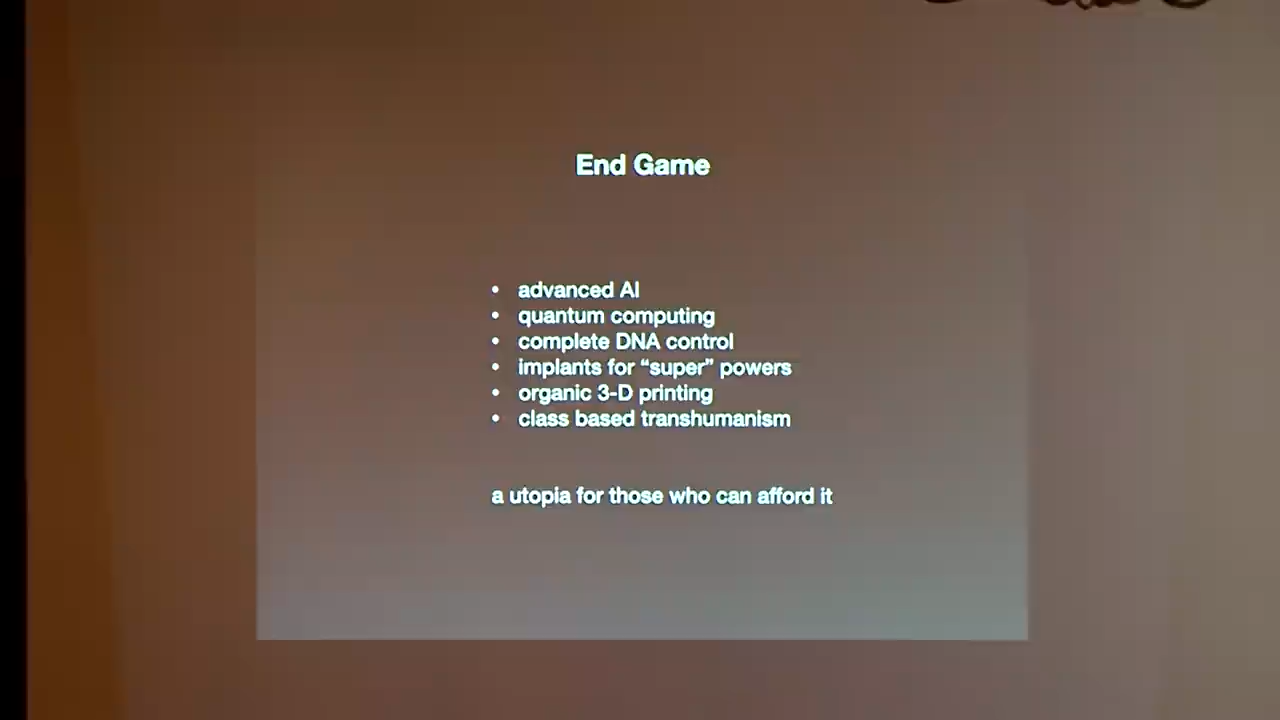 End Game
• advanced AI
• quantum computing
• complete DNA control
• implants for “super” powers
• organic 3-D printing
• class based transhumanism
a utopia for those who can afford it